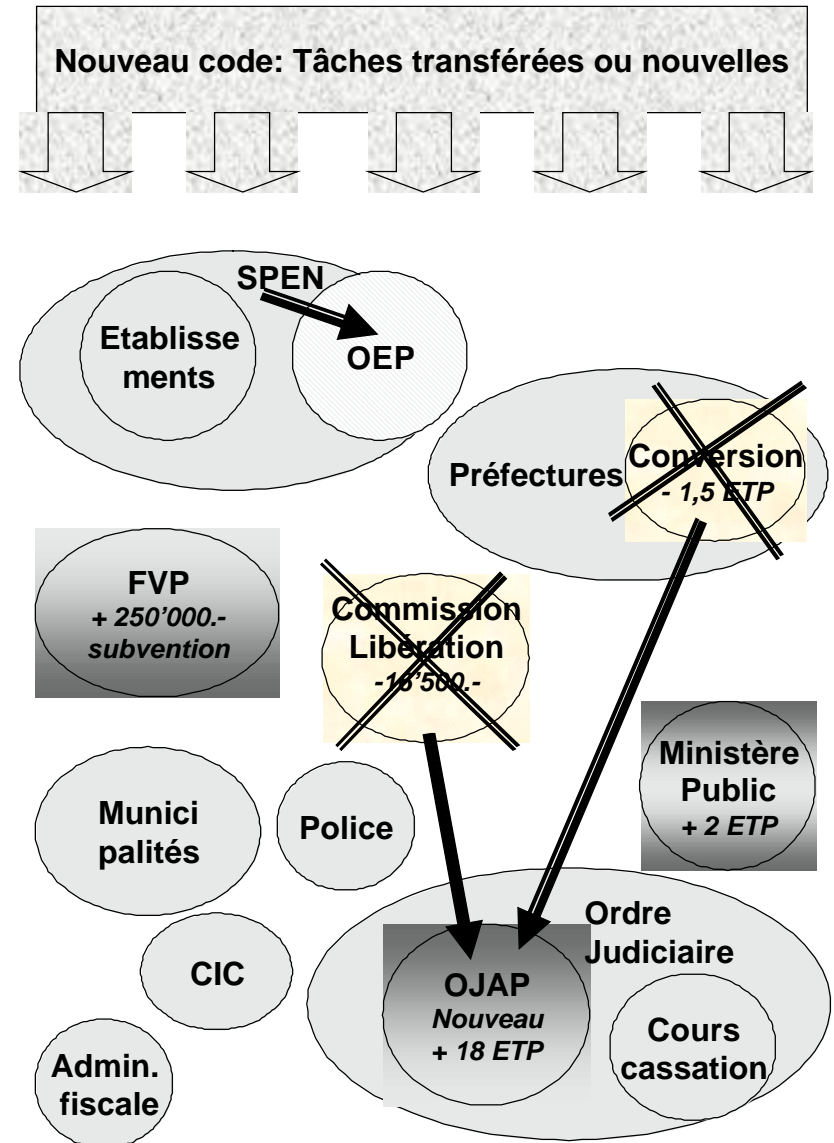 Nouveau code: Tâches transférées ou nouvelles
SPEN
Etablisse
ments
OEP
Préfectures
Conversion
- 1,5 ETP
FVP
+ 250’000.-
subvention
Commission
Libération
-16’500.-
Ministère
Public
+ 2 ETP
Munici
palités
Police
Ordre
Judiciaire
CIC
OJAP
Nouveau
+ 18 ETP
Cours
cassation
Admin.
fiscale